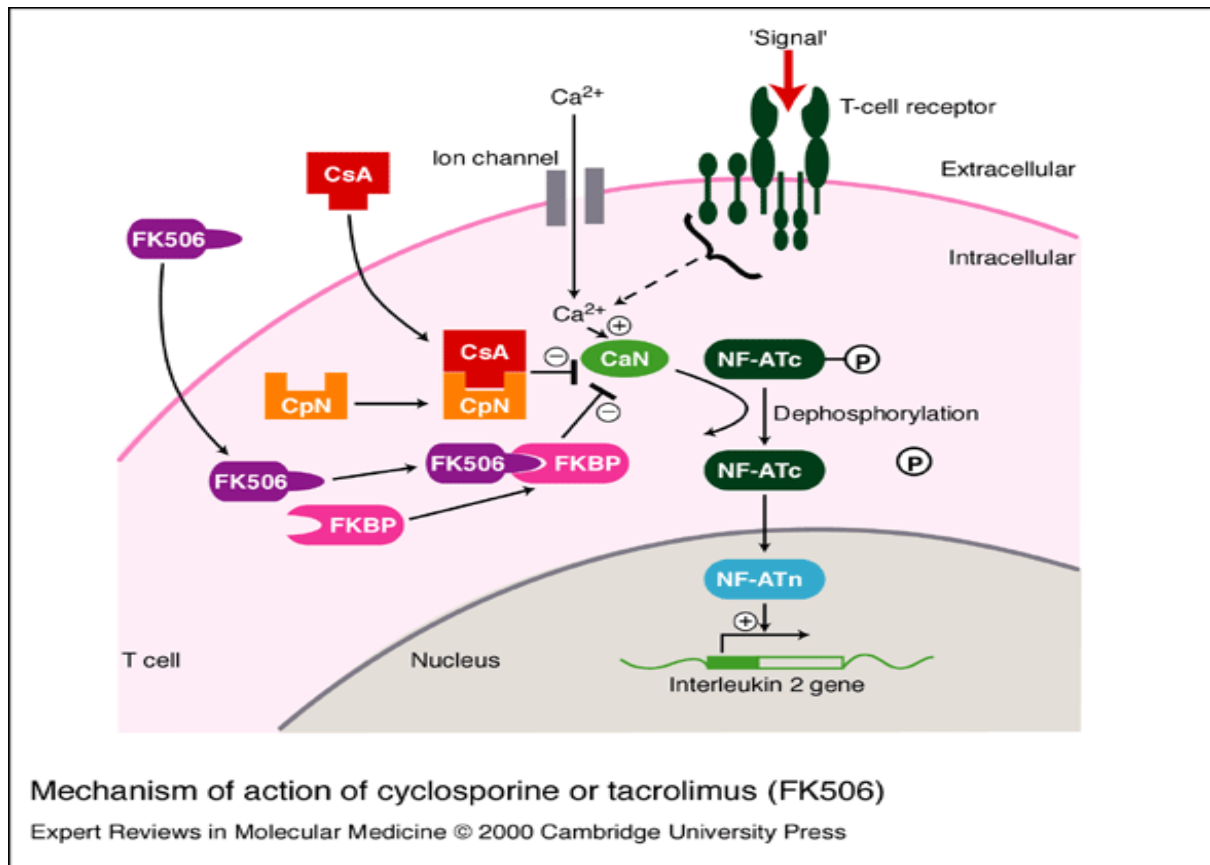 'Signal'
Ca2+
T-cell receptor
Ion channel
CsA
Extracellular
FK506
Intracellular
Ca2+
+
CsA
−
CaN
NF-ATc
P
CpN
CpN
−
Dephosphorylation
FK506
FKBP
NF-ATc
P
FK506
FKBP
NF-ATn
+
T cell
Nucleus
Interleukin 2 gene
Mechanism of action of cyclosporine or tacrolimus (FK506)
Expert Reviews in Molecular Medicine © 2000 Cambridge University Press